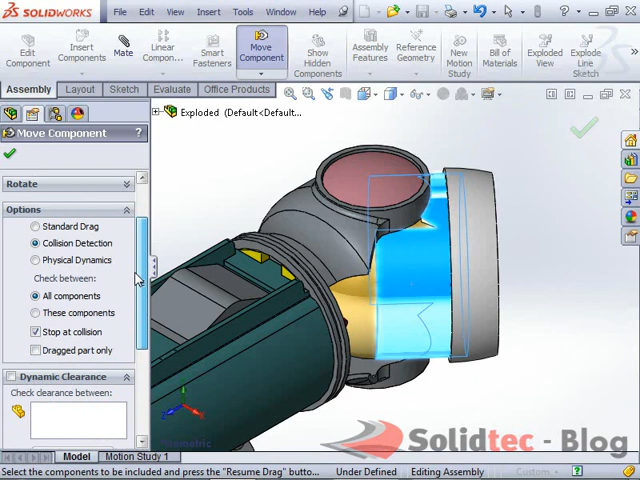 SOLIDWORKS
File Edit View Insert Tools Window Help
Edit Component
Insert Components
Mate
Linear Compon...
Smart Fasteners
Move Component
Show Hidden Components
Assembly Features
Reference Geometry
New Motion Study
Bill of Materials
Exploded View
Explode Line Sketch
Assembly Layout Sketch Evaluate Office Products
Exploded (Default<Default...
Move Component
?
Rotate
Options
Standard Drag
Collision Detection
Physical Dynamics
Check between:
All components
These components
Stop at collision
Dragged part only
Dynamic Clearance
Check clearance between:
Solidtec - Blog
Model Motion Study 1
Select the components to be included and press the "Resume Drag" butto... Under Defined Editing Assembly Custom ... ?